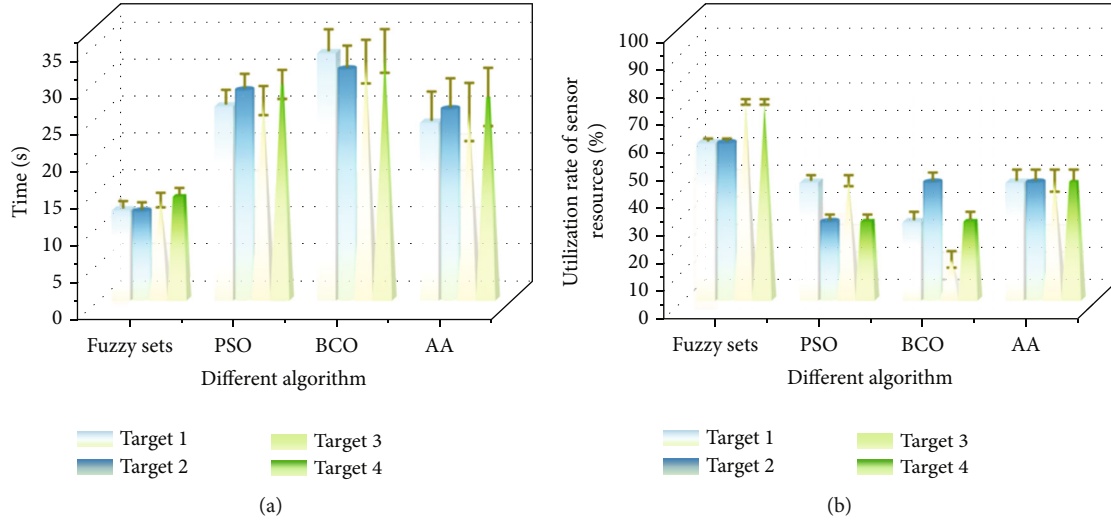 35
30
25
20
15
10
5
0
Time (s)
Fuzzy sets PSO BCO AA
Different algorithm
Target 1 Target 3
Target 2 Target 4
(a)
100
90
80
70
60
50
40
30
20
10
0
Utilization rate of sensor
resources (%)
Fuzzy sets PSO BCO AA
Different algorithm
Target 1 Target 3
Target 2 Target 4
(b)